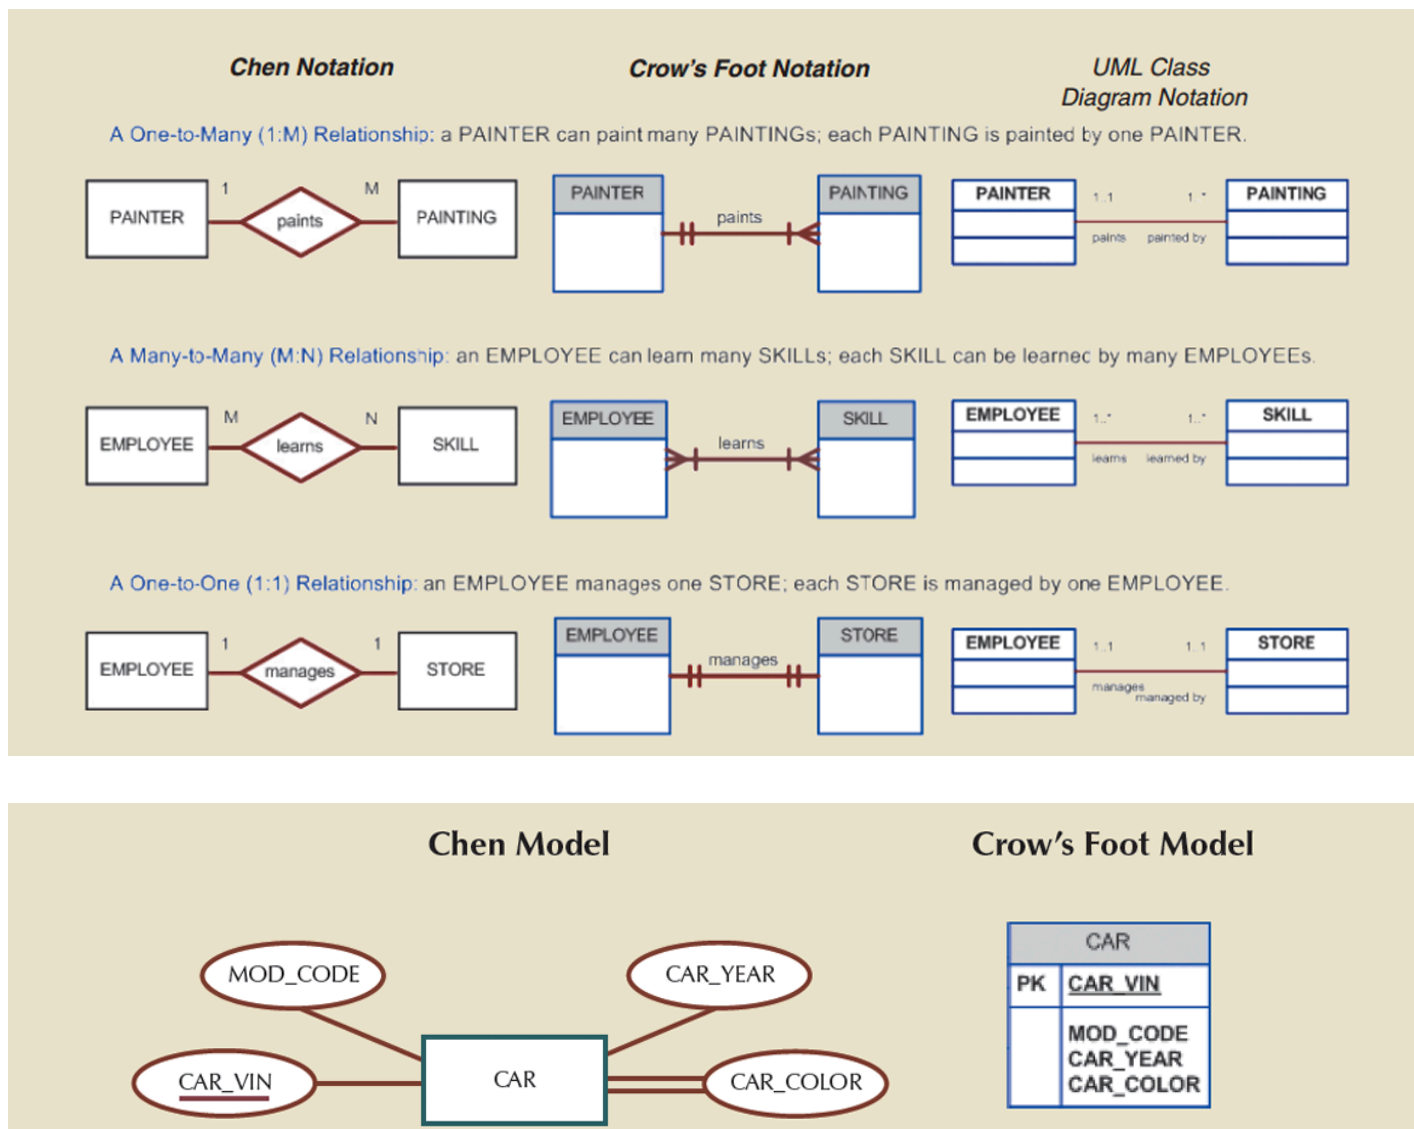 Chen Notation
Crow's Foot Notation
UML Class
Diagram Notation
A One-to-Many (1:M) Relationship: a PAINTER can paint many PAINTINGs; each PAINTING is painted by one PAINTER.
PAINTER
1
paints
M
PAINTING
PAINTER
paints
PAINTING
PAINTER
1..1
1..*
paints
painted by
PAINTING
A Many-to-Many (M:N) Relationship: an EMPLOYEE can learn many SKILLs; each SKILL can be learned by many EMPLOYEEs.
EMPLOYEE
M
learns
N
SKILL
EMPLOYEE
learns
SKILL
EMPLOYEE
1..*
1..*
learns
learned by
SKILL
A One-to-One (1:1) Relationship: an EMPLOYEE manages one STORE; each STORE is managed by one EMPLOYEE.
EMPLOYEE
1
manages
1
STORE
EMPLOYEE
manages
STORE
EMPLOYEE
1..1
1..1
manages
managed by
STORE
Chen Model
Crow's Foot Model
MOD_CODE
CAR_YEAR
CAR_VIN
CAR
CAR_COLOR
CAR
PK CAR_VIN
MOD_CODE
CAR_YEAR
CAR_COLOR